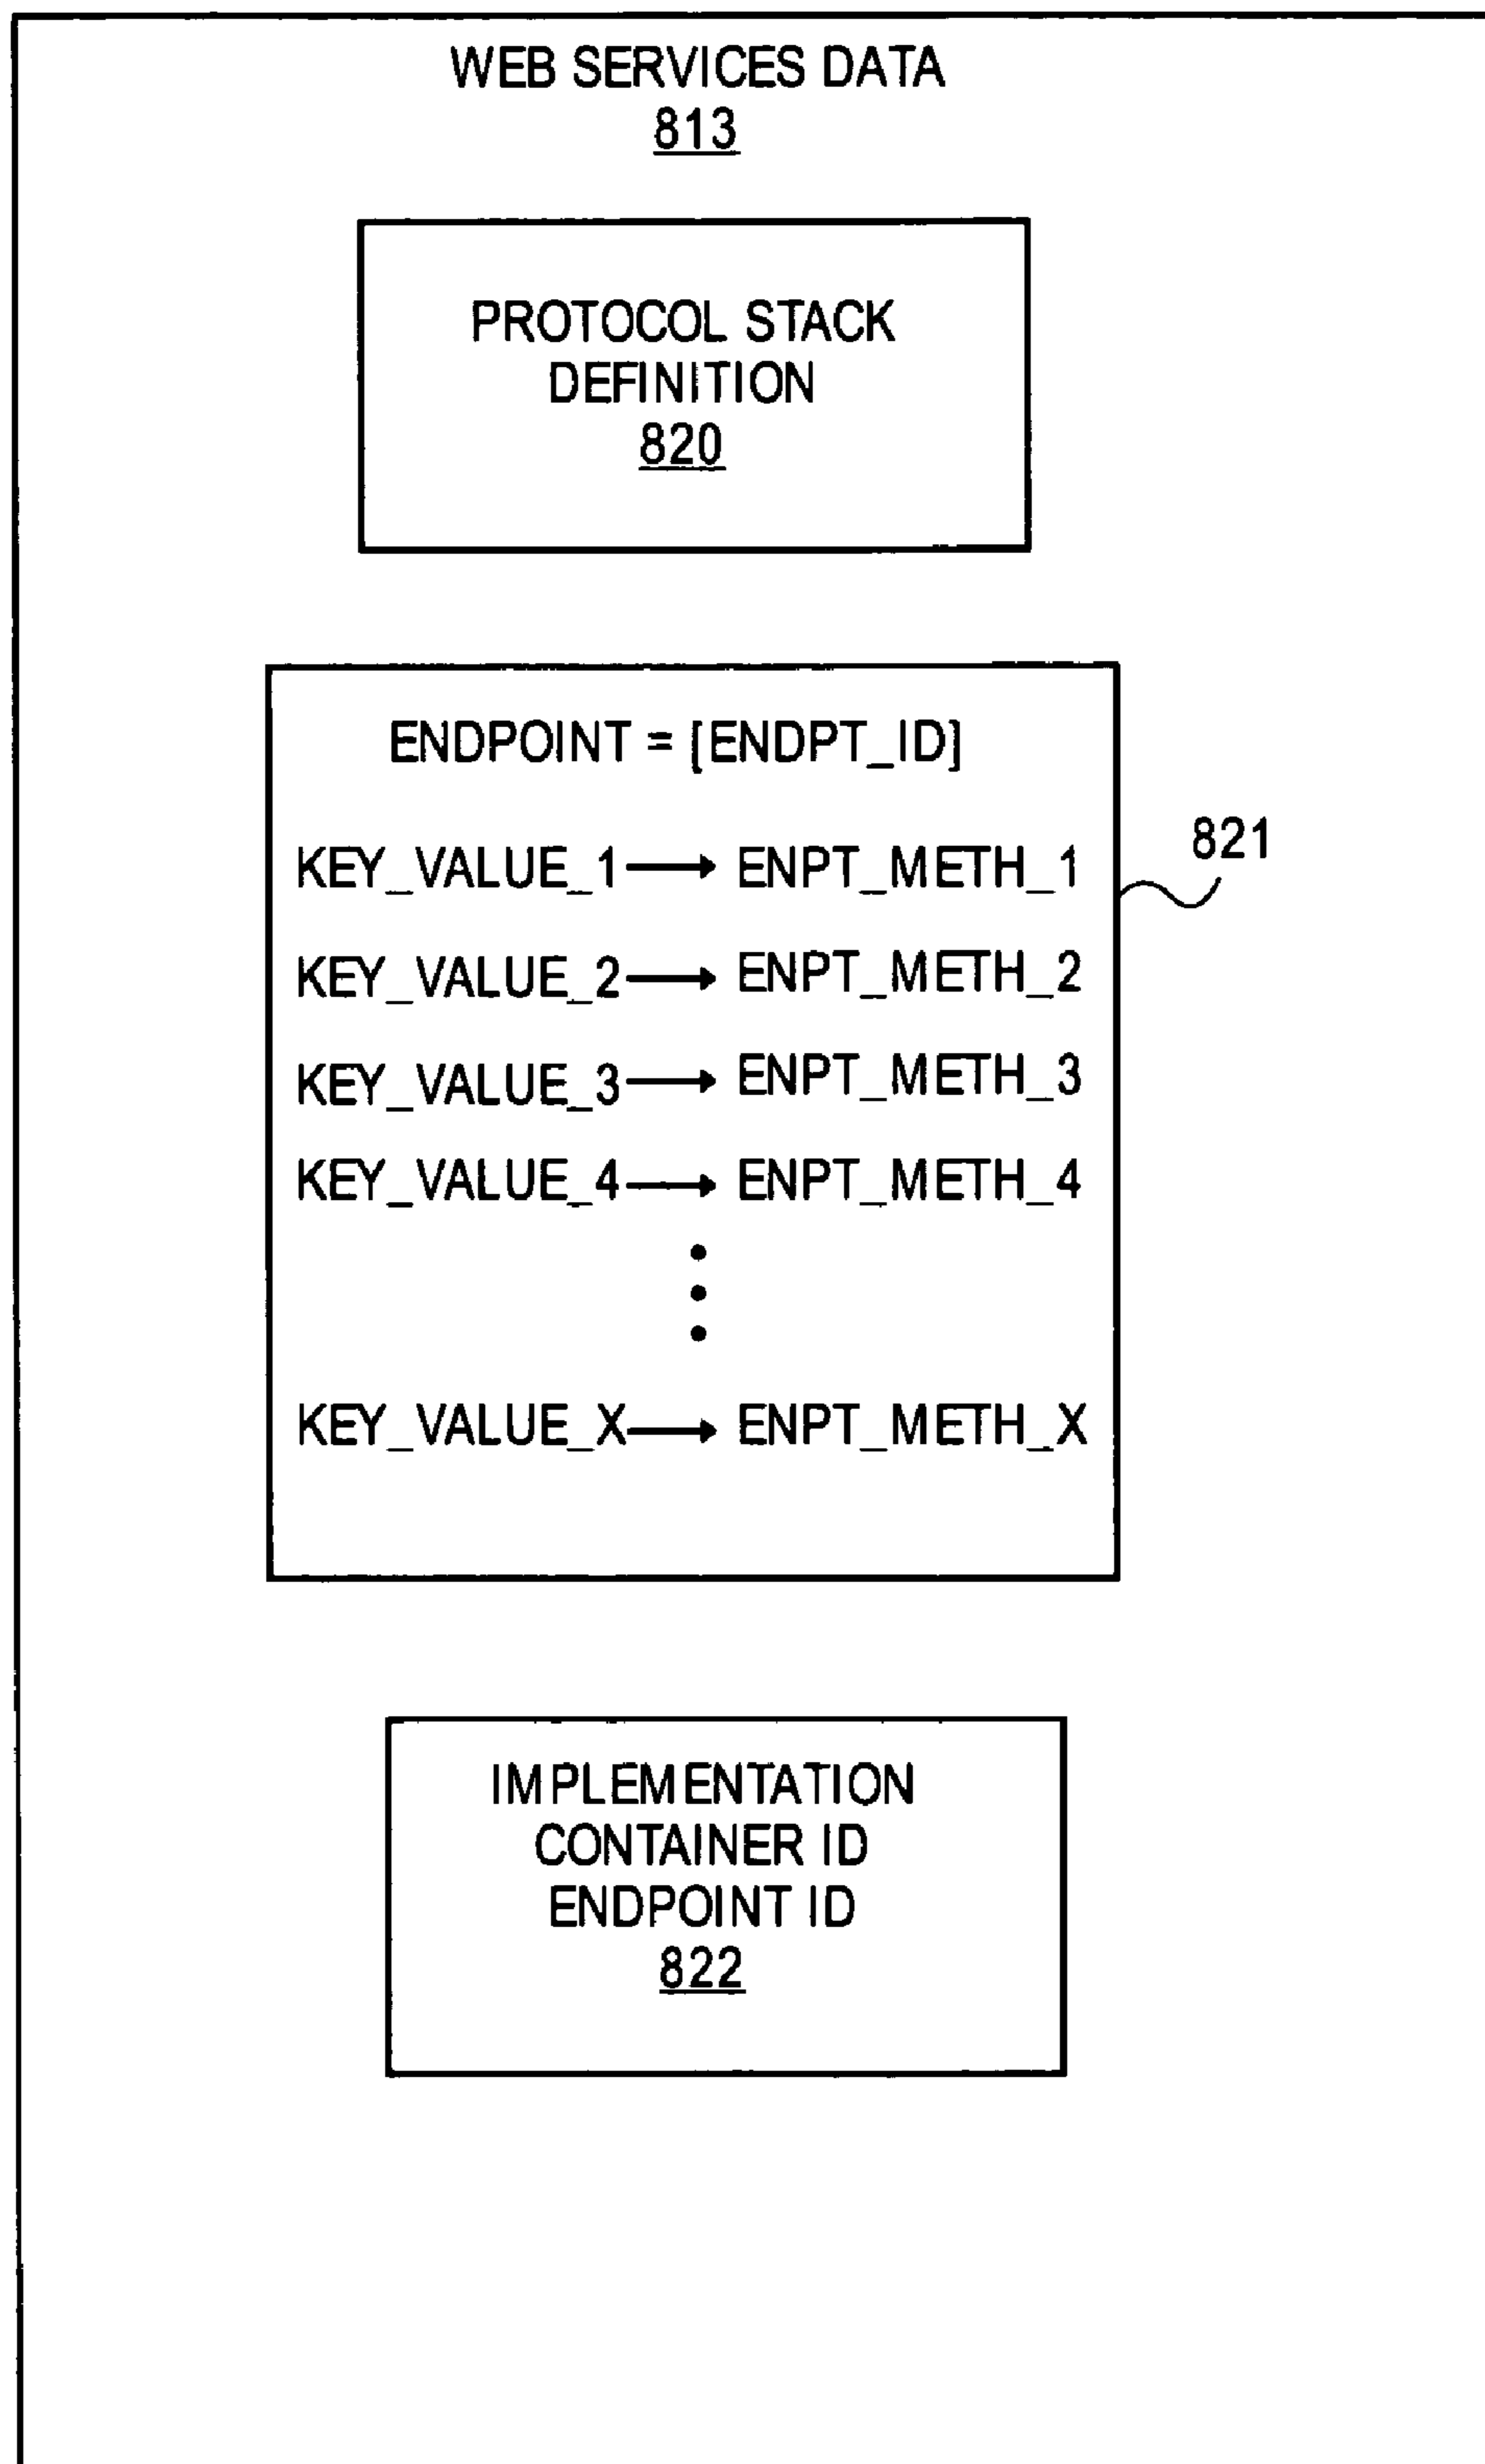 WEB SERVICES DATA
813
PROTOCOL STACK
DEFINITION
820
ENDPOINT = [ENDPT_ID]
KEY_VALUE_1 → ENPT_METH_1
821
KEY_VALUE_2 → ENPT_METH_2
KEY_VALUE_3 → ENPT_METH_3
KEY_VALUE_4 → ENPT_METH_4
KEY_VALUE_X → ENPT_METH_X
IMPLEMENTATION
CONTAINER ID
ENDPOINT ID
822